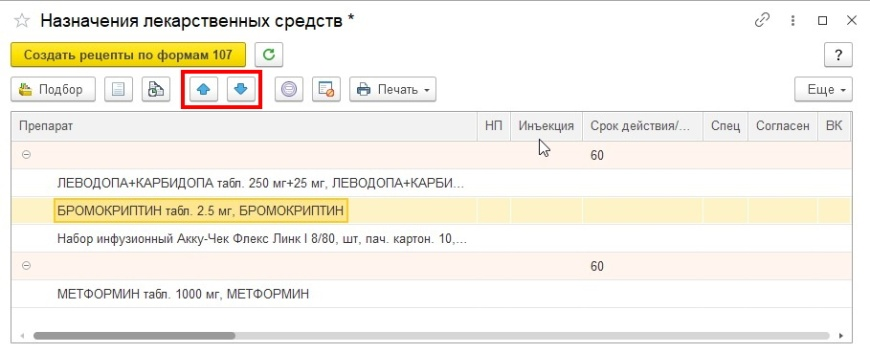 Назначения лекарственных средств *
Создать рецепты по формам 107
?
Подбор
Печать
Еще
Препарат НП Инъекция Срок действия/... Спец Согласен ВК
60
ЛЕВОДОПА+КАРБИДОПА табл. 250 мг+25 мг, ЛЕВОДОПА+КАРБИ...
БРОМОКРИПТИН табл. 2.5 мг, БРОМОКРИПТИН
Набор инфузионный Акку-Чек Флекс Линк I 8/80, шт, пач. картон. 10,...
60
МЕТФОРМИН табл. 1000 мг, МЕТФОРМИН